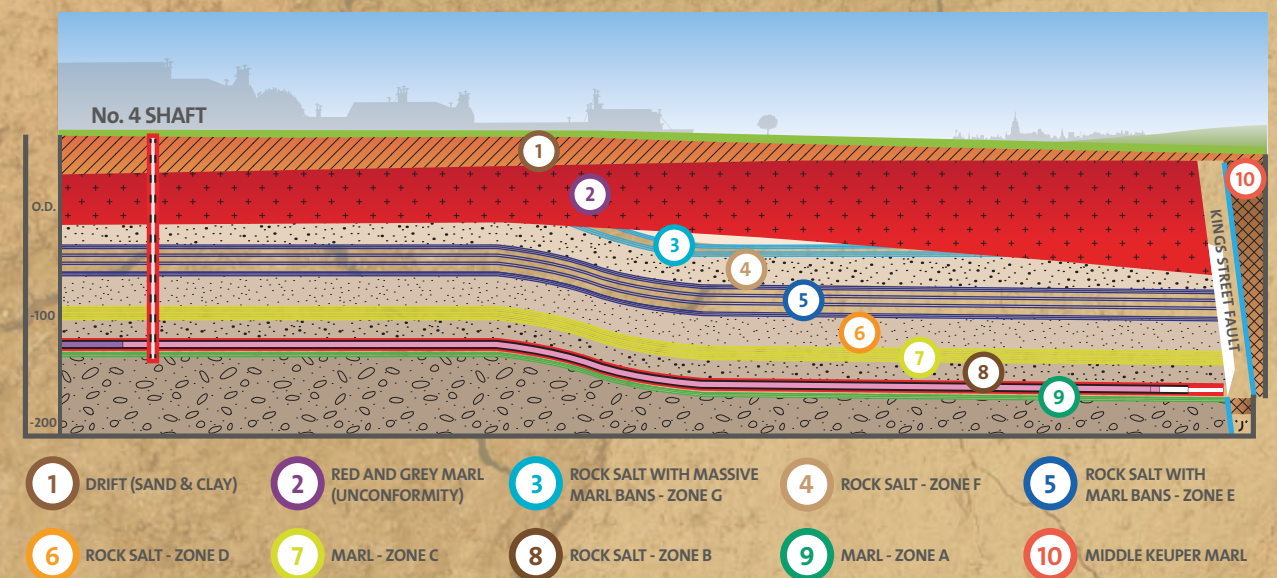 No. 4 SHAFT
1
2
3
4
5
6
7
8
9
10
O.D.
-100
-200
KINGS STREET FAULT
1 DRIFT (SAND & CLAY)
2 RED AND GREY MARL
(UNCONFORMITY)
3 ROCK SALT WITH MASSIVE
MARL BANS - ZONE G
4 ROCK SALT - ZONE F
5 ROCK SALT WITH
MARL BANS - ZONE E
6 ROCK SALT - ZONE D
7 MARL - ZONE C
8 ROCK SALT - ZONE B
9 MARL - ZONE A
10 MIDDLE KEUPER MARL